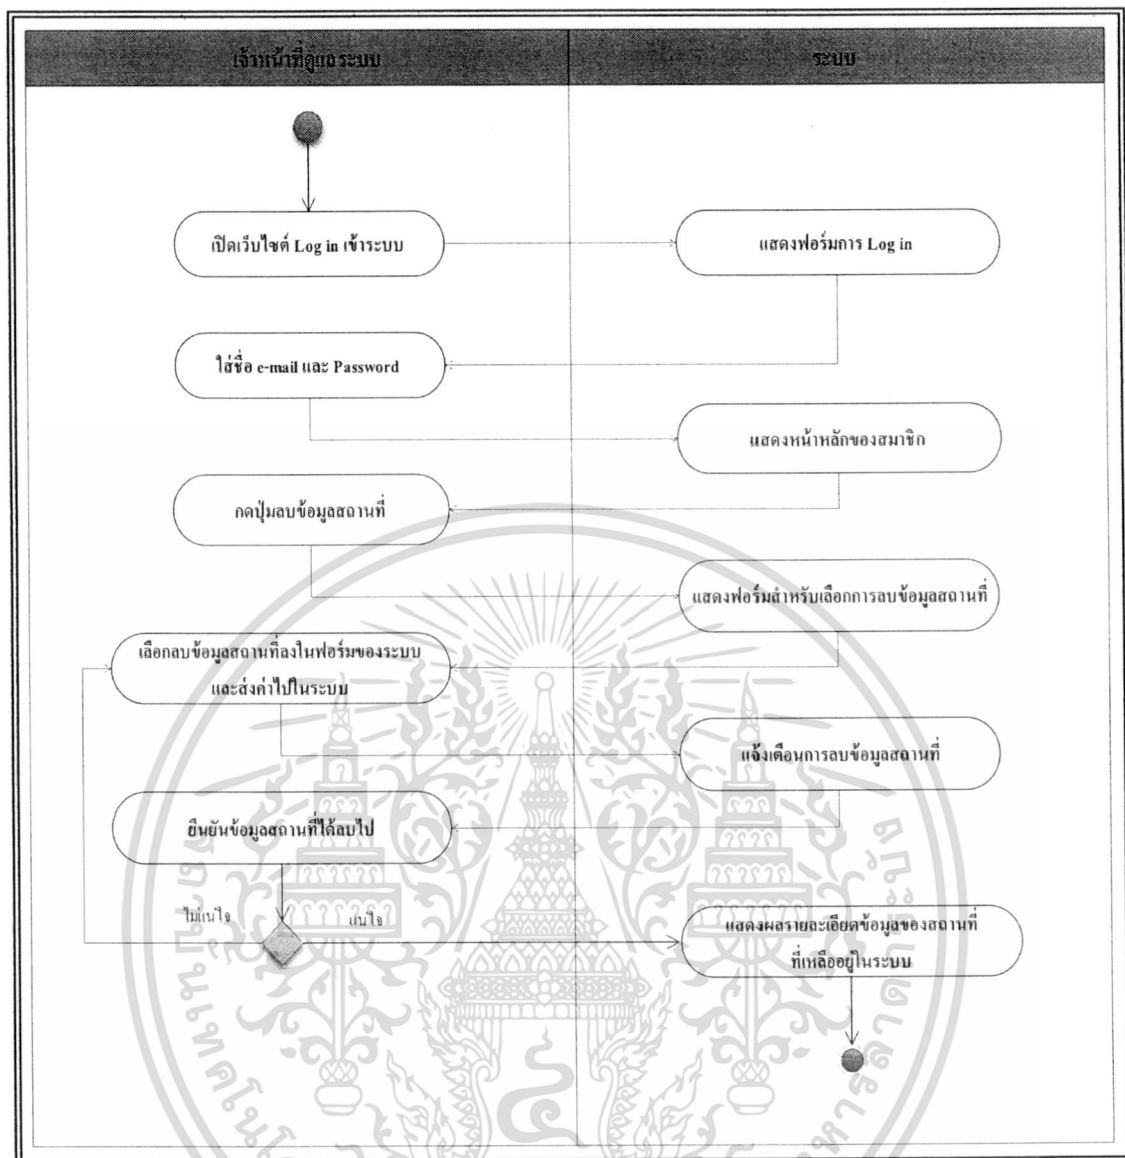 เจ้าหน้าที่ดูแลระบบ
ระบบ
เปิดเว็บไซต์ Log in เข้าระบบ
แสดงฟอร์มการ Log in
ใส่ชื่อ e-mail และ Password
แสดงหน้าหลักของสมาชิก
กดปุ่มลบข้อมูลสถานที่
แสดงฟอร์มสำหรับเลือกการลบข้อมูลสถานที่
เลือกลบข้อมูลสถานที่ลงในฟอร์มของระบบ
และส่งค่าไปในระบบ
แจ้งเตือนการลบข้อมูลสถานที่
ยืนยันข้อมูลสถานที่ได้ลบไป
ไม่แน่ใจ
แน่ใจ
แสดงผลรายละเอียดข้อมูลของสถานที่
ที่เหลืออยู่ในระบบ